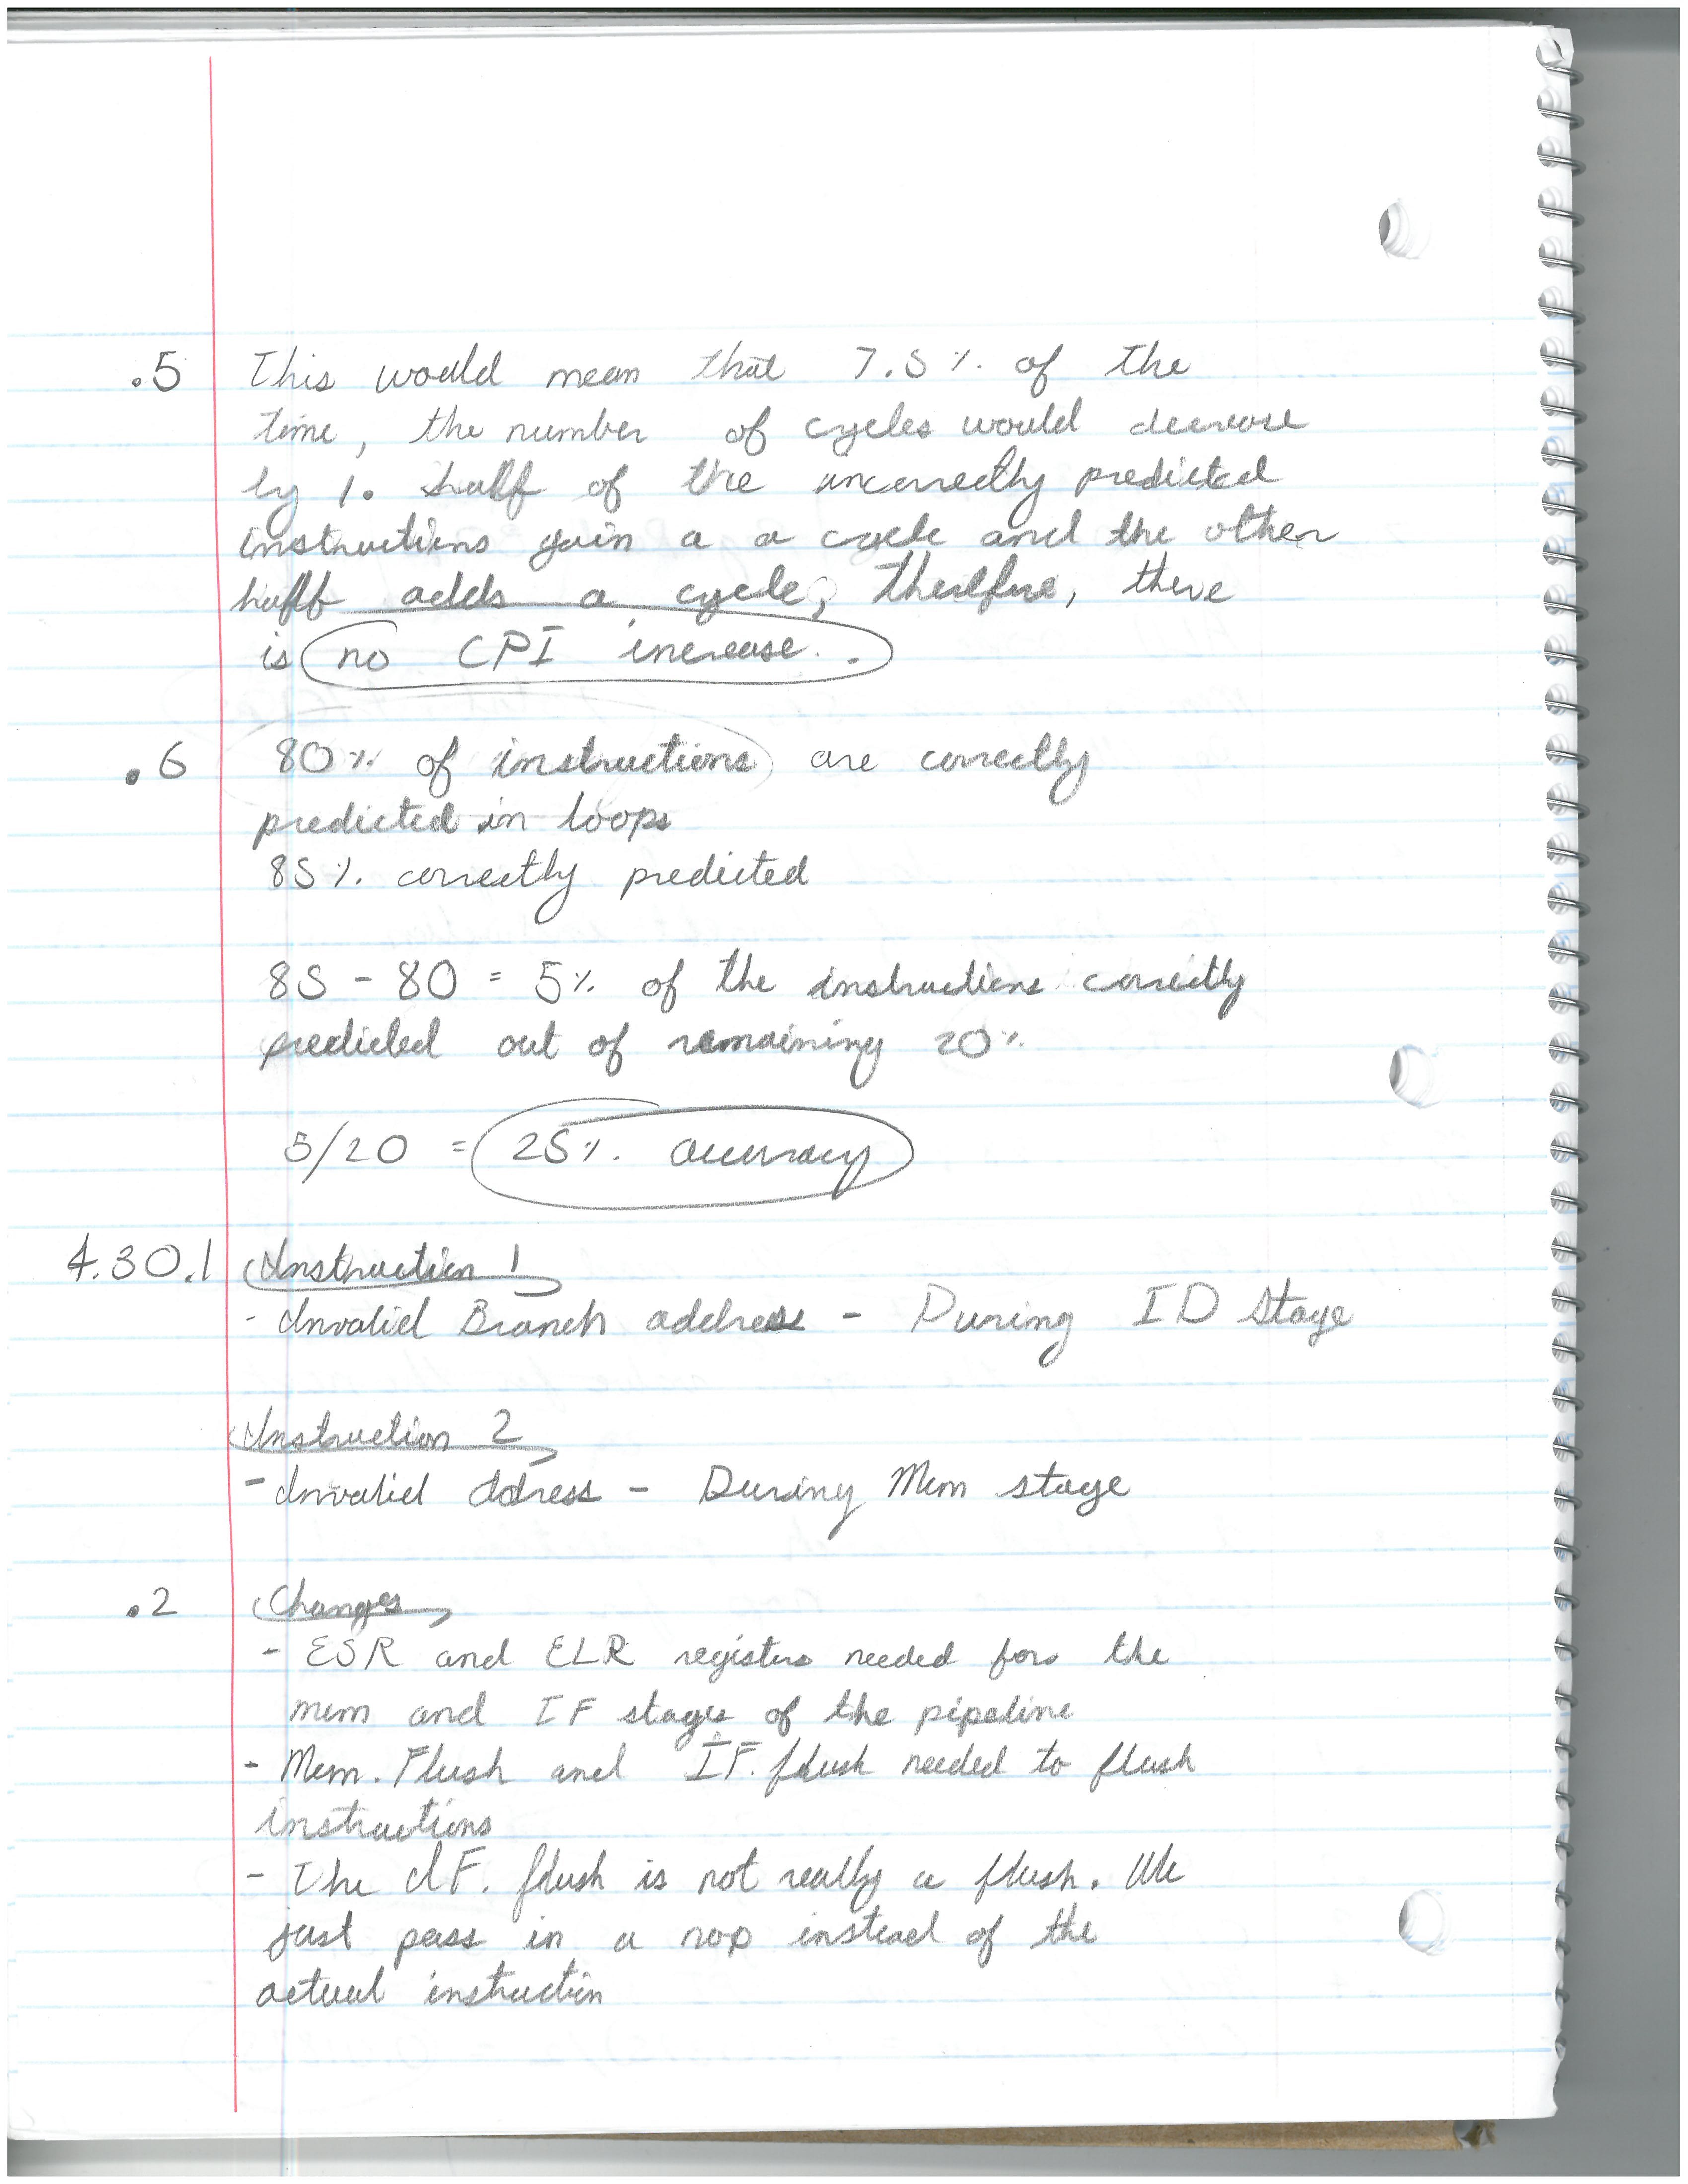 .5 This would mean that 7.5% of the
time, the number of cycles would decrease
by 1. half of the uncorrectly predicted
instructions gain a a cycle and the other
half adds a cycle, therefore, there
is no CPI increase.
.6 80% of instructions are correctly
predicted in loops
85% correctly predicted
85 - 80 = 5% of the instructions correctly
predicted out of remaining 20%
5/20 = 25% accuracy
4.30.1 Instruction 1
- Invalid Branch address - During ID Stage
Instruction 2
- Invalid address - During Mem stage
.2 Changes
- ESR and ELR registers needed for the
mem and IF stages of the pipeline
- Mem. Flush and IF. flush needed to flush
instructions
- The IF. flush is not really a flush. We
just pass in a nop instead of the
actual instruction